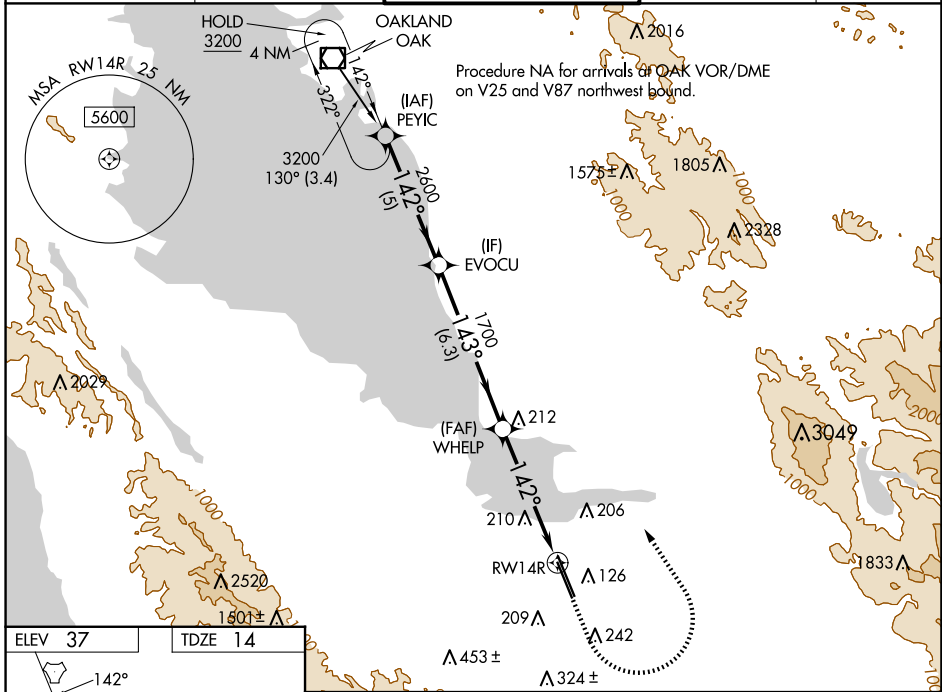 HOLD
3200
4 NM
OAKLAND
OAK
2016
MSA RW14R 25 NM
5600
142°
322°
(IAF)
PEYIC
Procedure NA for arrivals at OAK VOR/DME
on V25 and V87 northwest bound.
3200
130° (3.4)
2600
142°
(5)
1575±
1805
1000
1000
2328
(IF)
EVOCU
1700
143°
(6.3)
2029
(FAF)
WHELP
212
3049
2000
1000
142°
210
206
RW14R
126
1833
1000
2520
1501±
209
242
453 ±
324 ±
ELEV 37
TDZE 14
142°